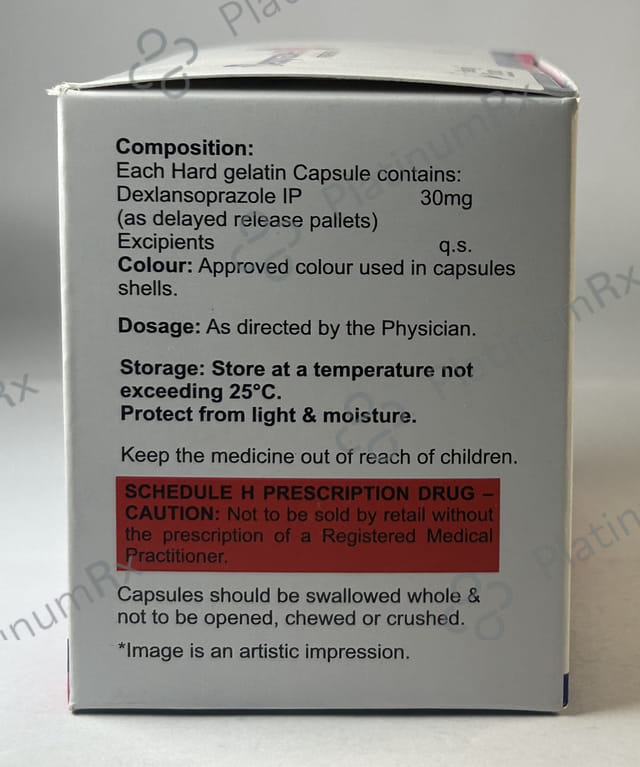 Composition:
Each Hard gelatin Capsule contains:
Dexlansoprazole IP 30mg
(as delayed release pallets)
Excipients q.s.
Colour: Approved colour used in capsules
shells.
Dosage: As directed by the Physician.
Storage: Store at a temperature not
exceeding 25°C.
Protect from light & moisture.
Keep the medicine out of reach of children.
SCHEDULE H PRESCRIPTION DRUG –
CAUTION: Not to be sold by retail without
the prescription of a Registered Medical
Practitioner.
Capsules should be swallowed whole &
not to be opened, chewed or crushed.
*Image is an artistic impression.
PlatinumRx